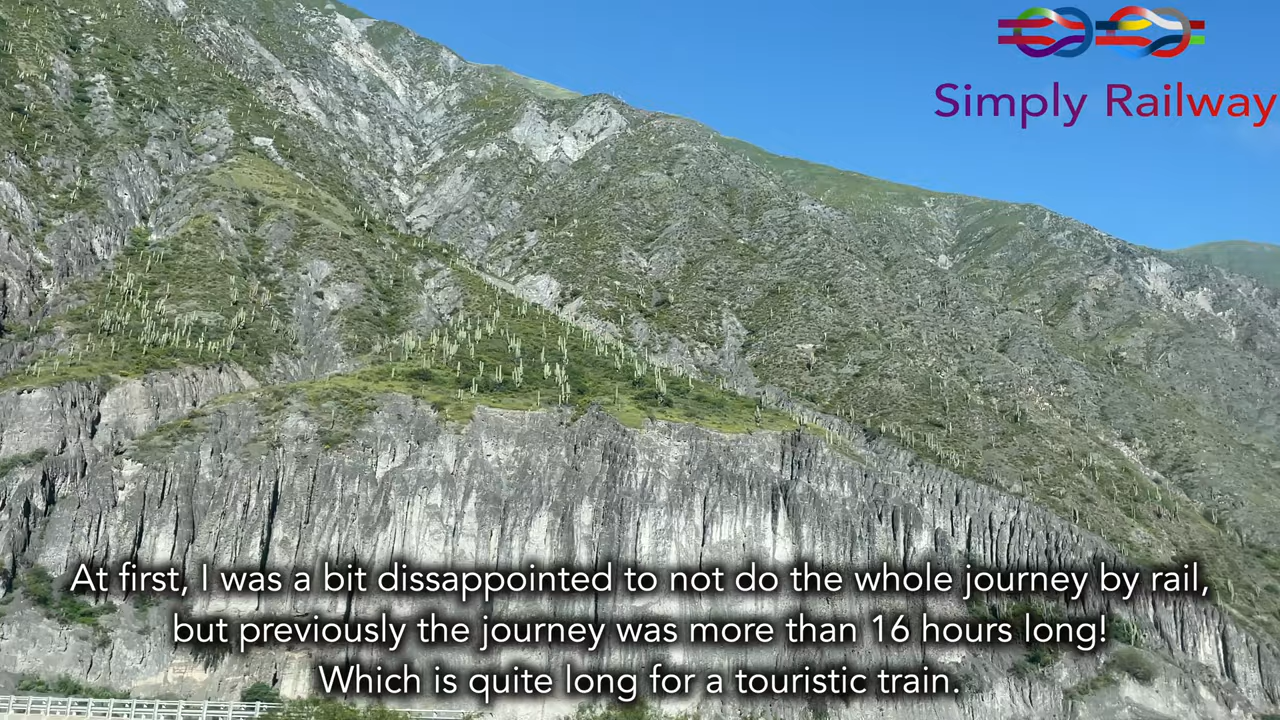 Simply Railway
At first, I was a bit dissappointed to not do the whole journey by rail,
but previously the journey was more than 16 hours long!
Which is quite long for a touristic train.